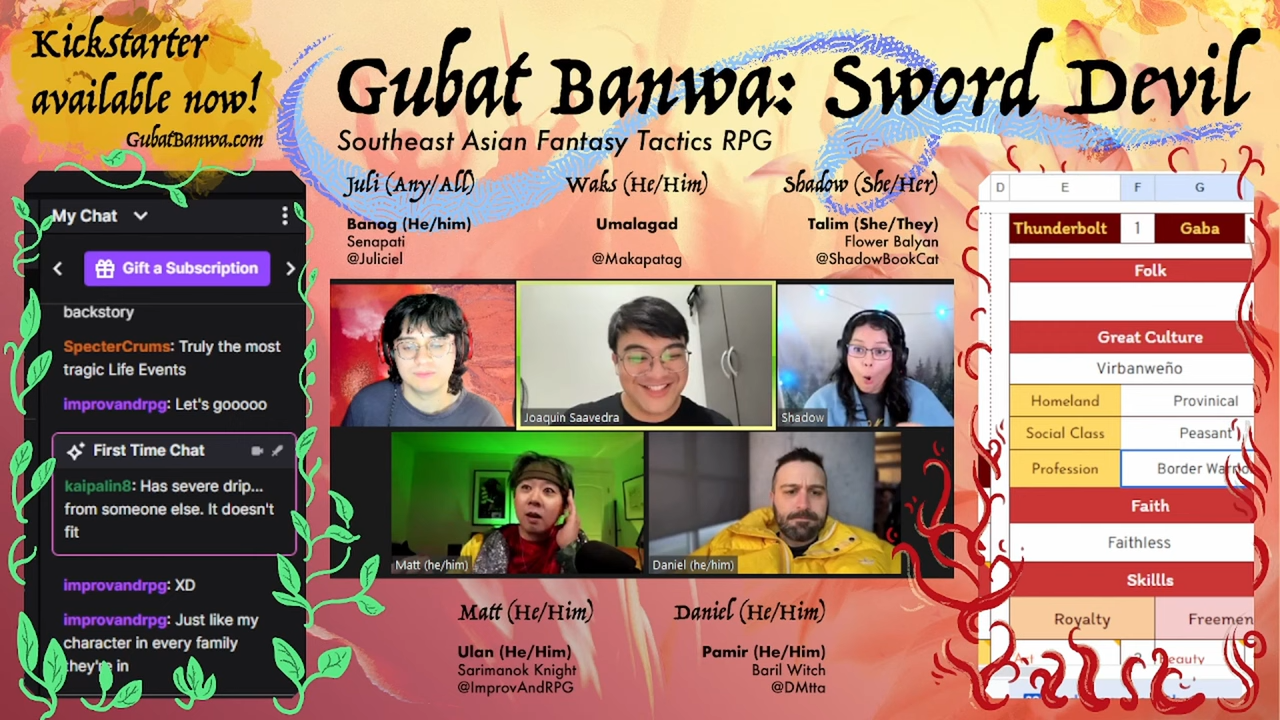 Kickstarter
available now!
GubatBanwa.com
Gubat Banwa: Sword Devil
Southeast Asian Fantasy Tactics RPG
Juli (Any/All)
Banog (He/him)
Senapati
@Juliciel
Waks (He/Him)
Umalagad
@Makapatag
Shadow (She/Her)
Talim (She/They)
Flower Balyan
@ShadowBookCat
My Chat
Gift a Subscription
backstory
SpecterCrums: Truly the most
tragic Life Events
improvandrpg: Let's gooooo
First Time Chat
kaipalin8: Has severe drip...
from someone else. It doesn't
fit
improvandrpg: XD
improvandrpg: Just like my
character in every family
they're in
Joaquin Saavedra
Shadow
Matt (he/him)
Daniel (he/him)
Matt (He/Him)
Ulan (He/Him)
Sarimanok Knight
@ImprovAndRPG
Daniel (He/Him)
Pamir (He/Him)
Baril Witch
@DMtta
D E F G
Thunderbolt 1 Gaba
Folk
Great Culture
Virbanweño
Homeland Provinical
Social Class Peasant
Profession Border
Faith
Faithless
Skillls
Royalty Freemen